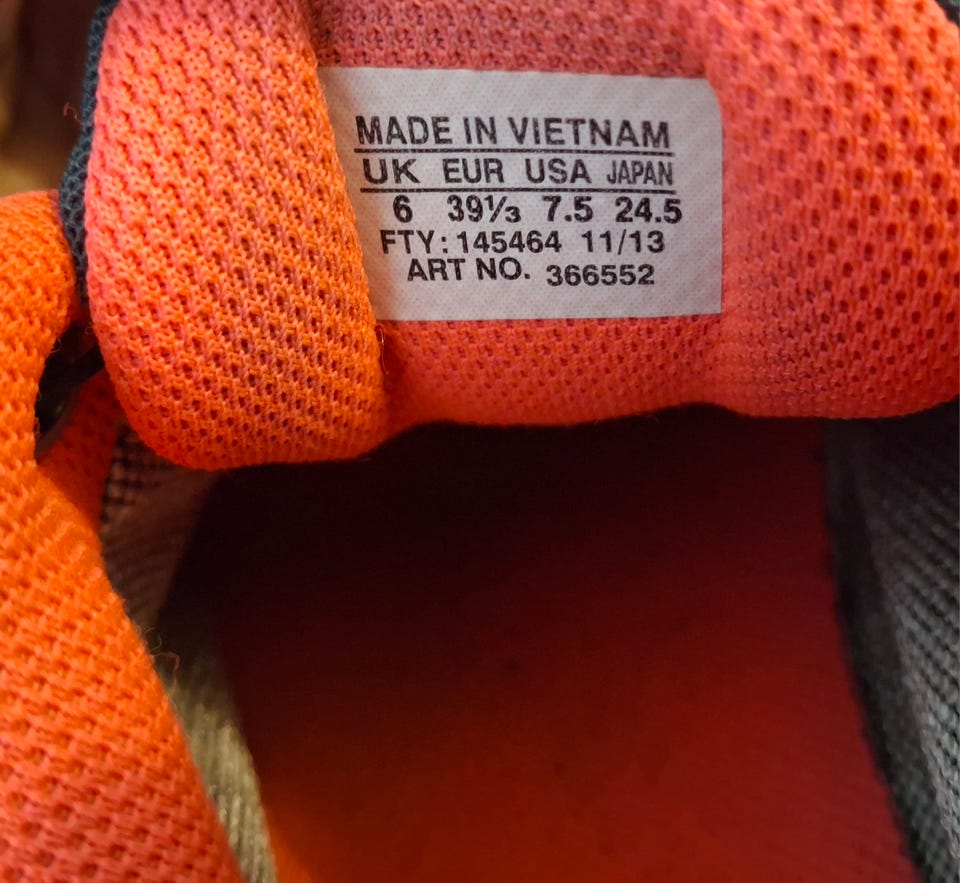 MADE IN VIETNAM
UK EUR USA JAPAN
6 39⅓ 7.5 24.5
FTY: 145464 11/13
ART NO. 366552